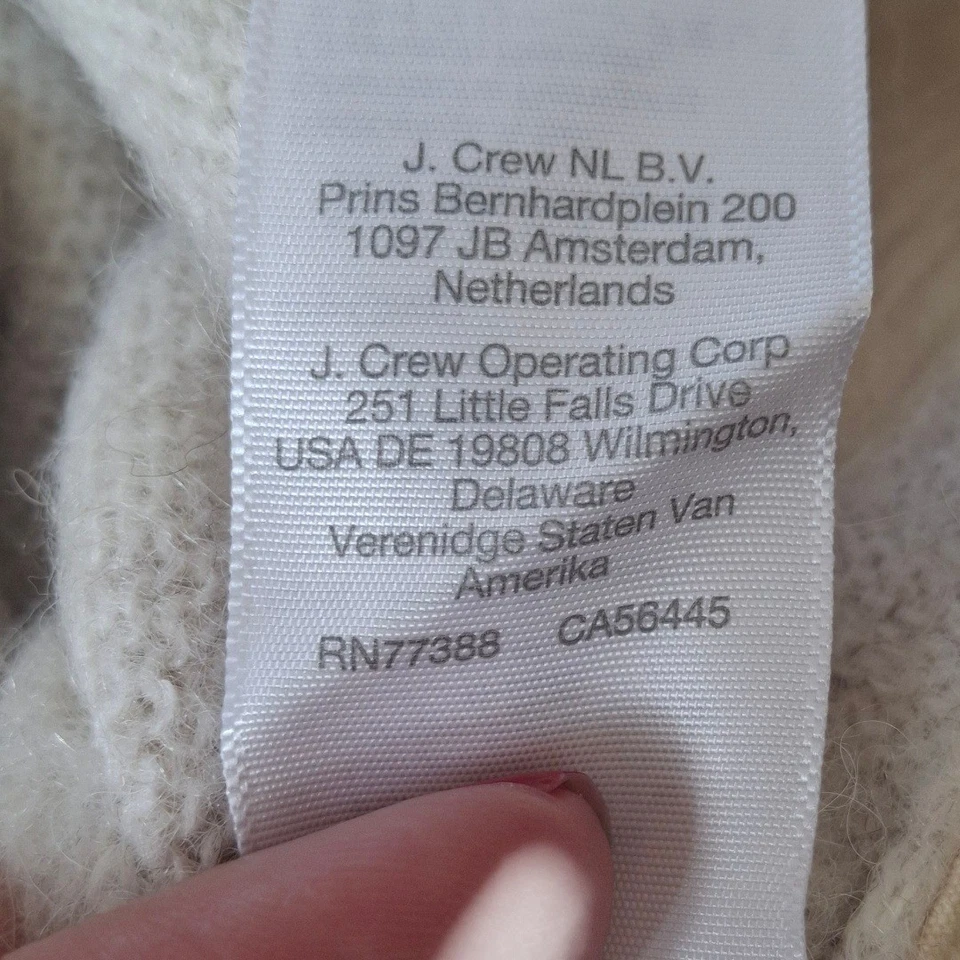 J. Crew NL B.V.
Prins Bernhardplein 200
1097 JB Amsterdam,
Netherlands
J. Crew Operating Corp
251 Little Falls Drive
USA DE 19808 Wilmington,
Delaware
Verenidge Staten Van
Amerika
RN77388 CA56445